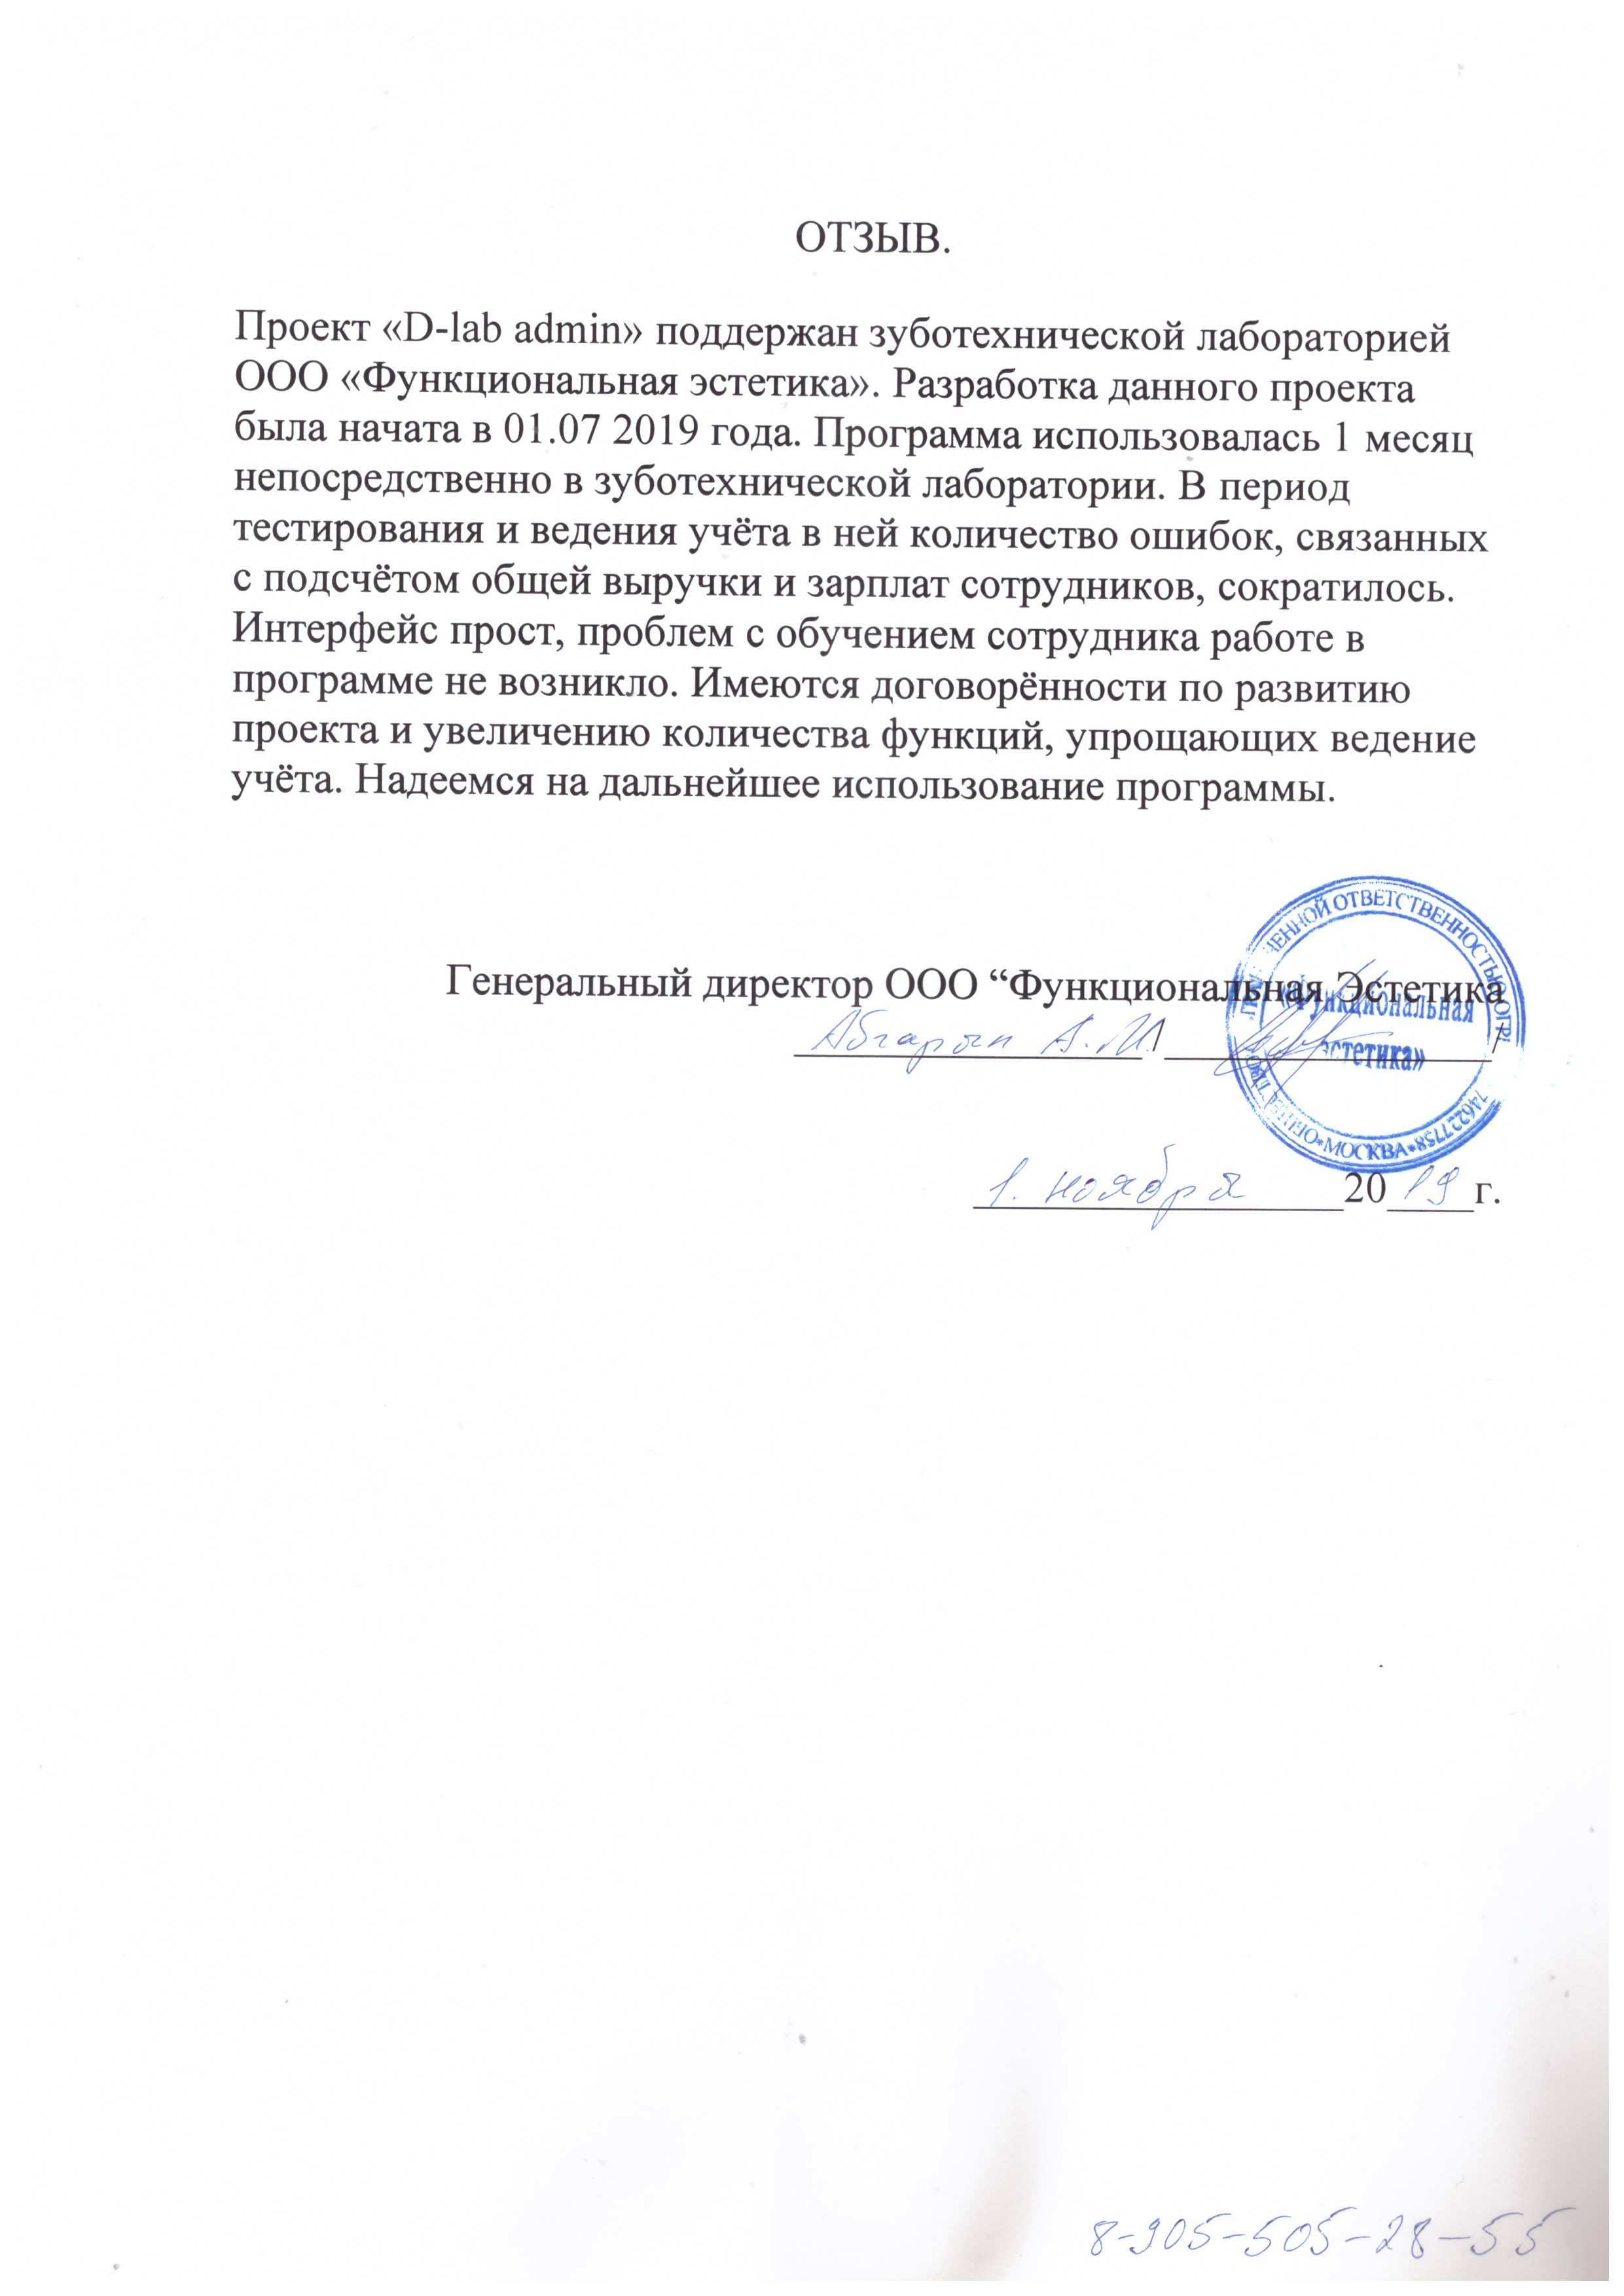 ОТЗЫВ.
Проект «D-lab admin» поддержан зуботехнической лабораторией
ООО «Функциональная эстетика». Разработка данного проекта
была начата в 01.07 2019 года. Программа использовалась 1 месяц
непосредственно в зуботехнической лаборатории. В период
тестирования и ведения учёта в ней количество ошибок, связанных
с подсчётом общей выручки и зарплат сотрудников, сократилось.
Интерфейс прост, проблем с обучением сотрудника работе в
программе не возникло. Имеются договорённости по развитию
проекта и увеличению количества функций, упрощающих ведение
учёта. Надеемся на дальнейшее использование программы.
Генеральный директор ООО “Функциональная Эстетика
А.М. / /
ОТВЕТСТВЕННОСТЬЮ
«Функциональная
эстетика»
*МОСКВА*
1. ноября 2019 г.
8-905-505-28-55